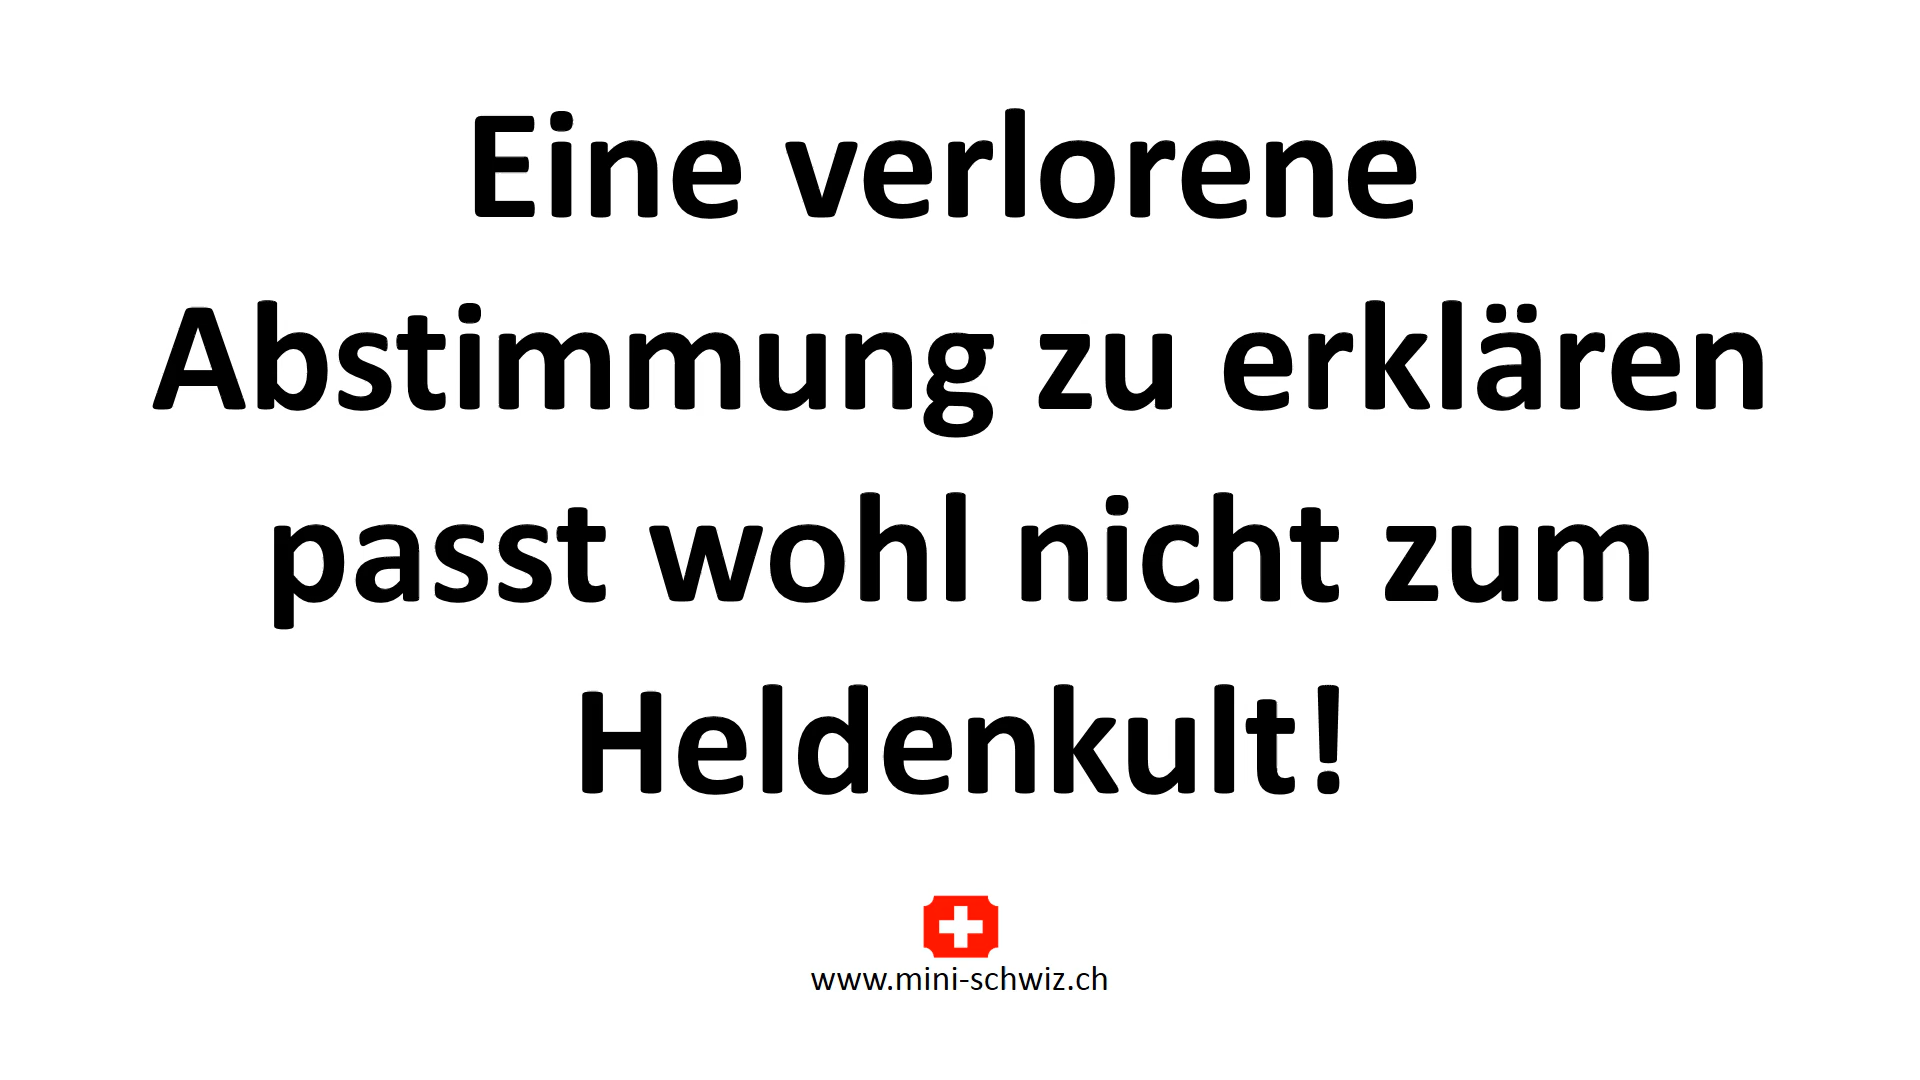 Eine verlorene
Abstimmung zu erklären
passt wohl nicht zum
Heldenkult!
www.mini-schwiz.ch